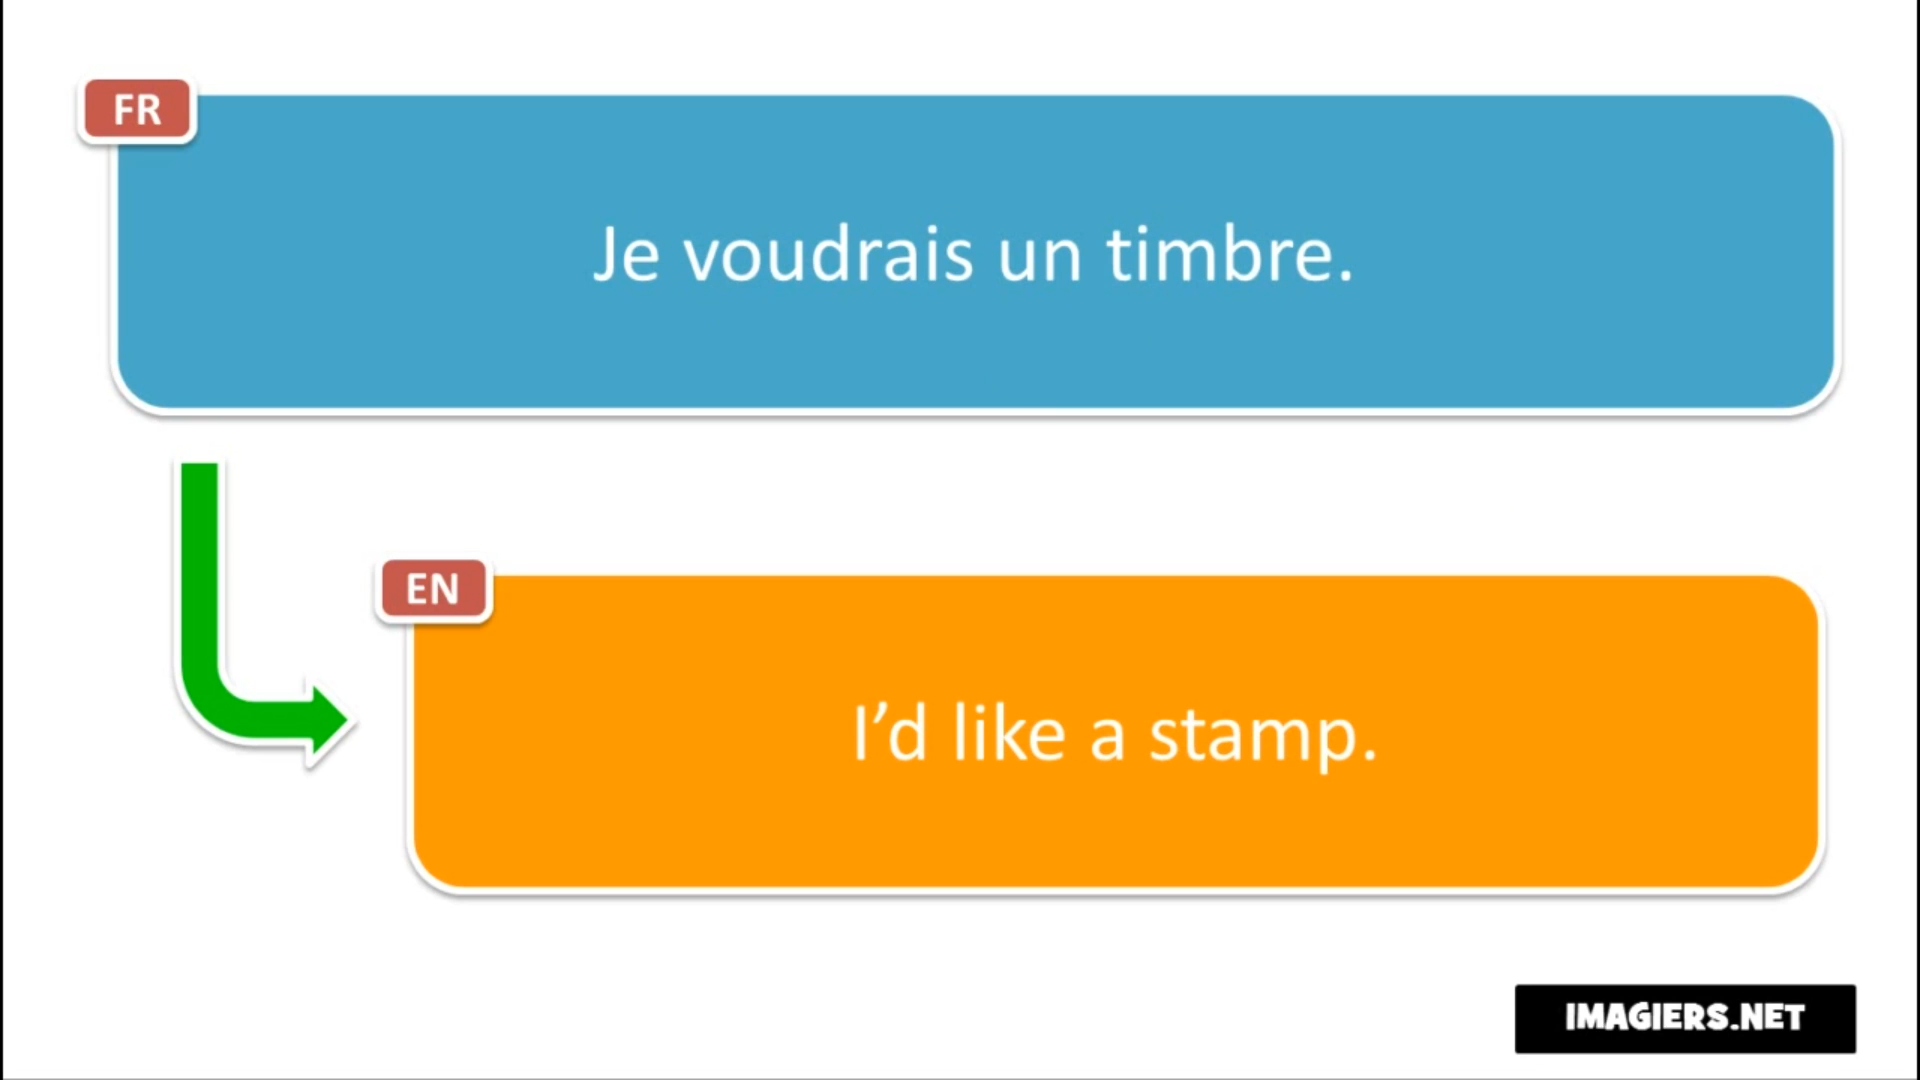 FR
Je voudrais un timbre.
EN
I’d like a stamp.
IMAGIERS.NET